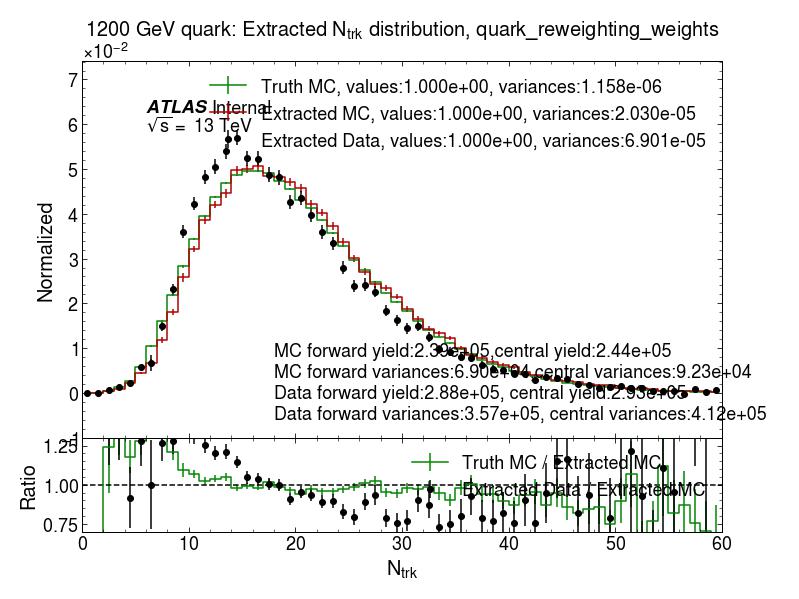 1200 GeV quark: Extracted N_trk distribution, quark_reweighting_weights
×10⁻²
Truth MC, values:1.000e+00, variances:1.158e-06
ATLAS Internal
Extracted MC, values:1.000e+00, variances:2.030e-05
√s = 13 TeV
Extracted Data, values:1.000e+00, variances:6.901e-05
7
6
5
4
3
2
1
0
−1
Normalized
MC forward yield:2.39e+05,central yield:2.44e+05
MC forward variances:6.90e+04,central variances:9.23e+04
Data forward yield:2.88e+05, central yield:2.93e+05
Data forward variances:3.57e+05, central variances:4.12e+05
1.25
1.00
0.75
Ratio
Truth MC / Extracted MC
Extracted Data / Extracted MC
0 10 20 30 40 50 60
N_trk